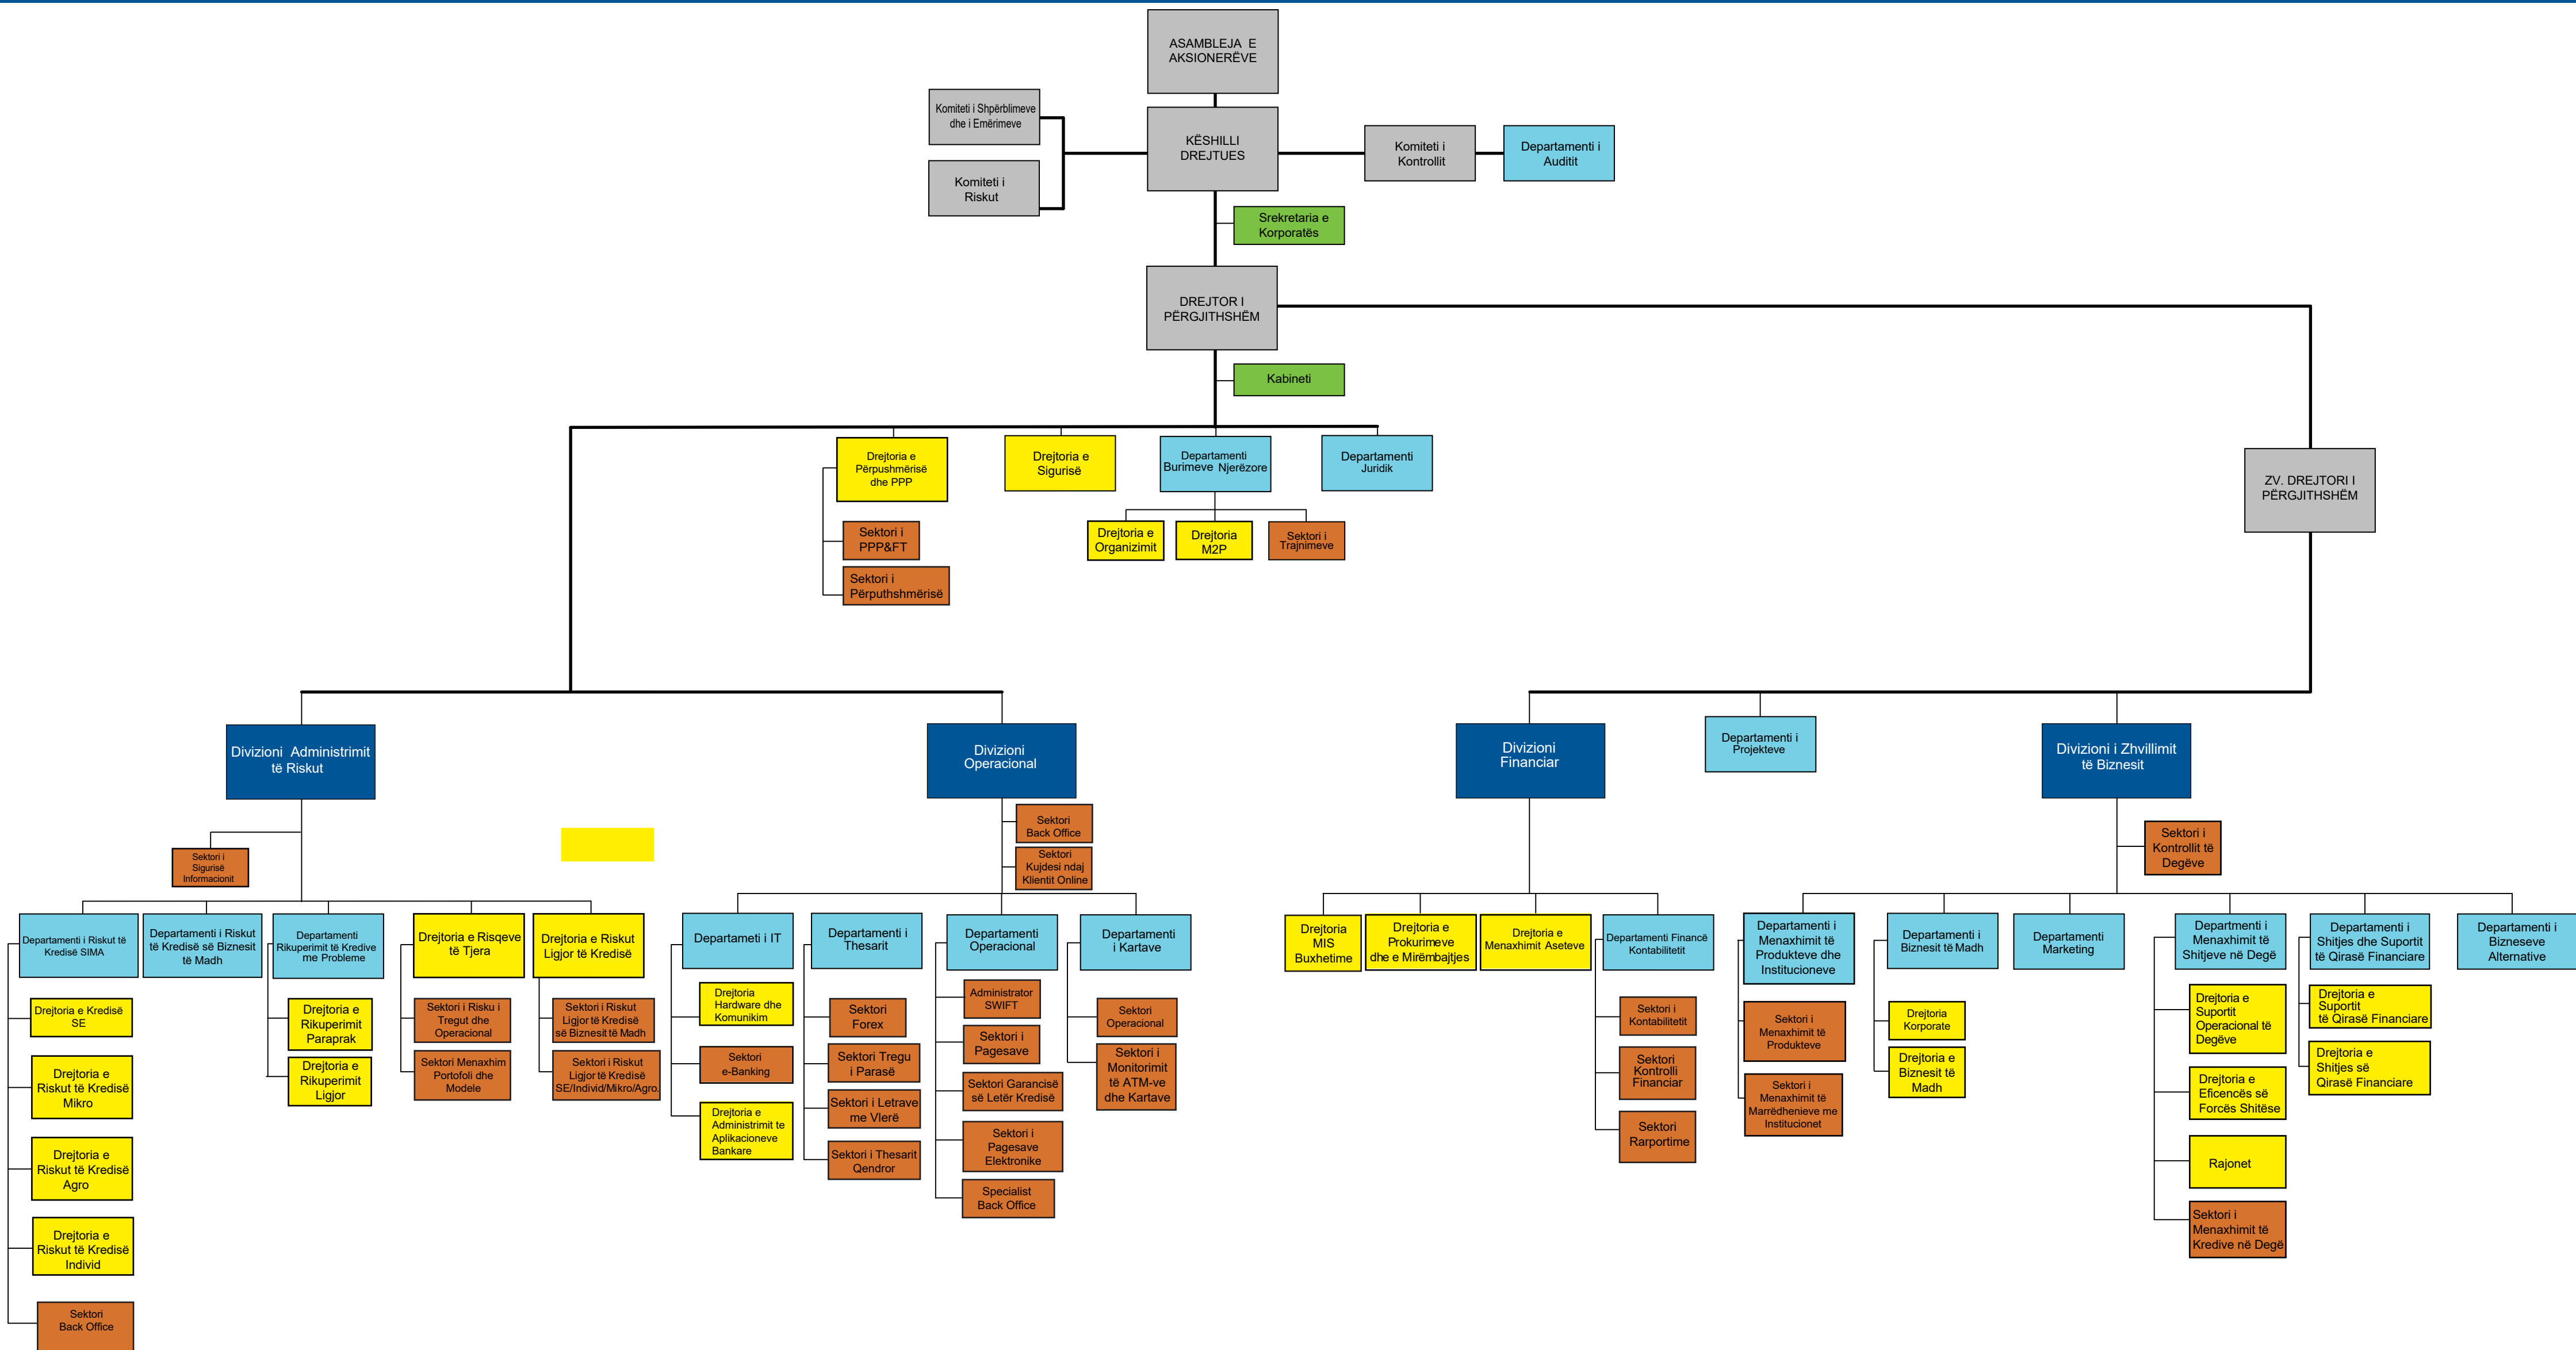 ASAMBLEJA E
AKSIONERËVE
Komiteti i Shpërblimeve
dhe i Emërimeve
KËSHILLI
DREJTUES
Komiteti i
Kontrollit
Departamenti i
Auditit
Komiteti i
Riskut
Srekretaria e
Korporatës
DREJTOR I
PËRGJITHSHËM
Kabineti
Drejtoria e
Përpushmërisë
dhe PPP
Drejtoria e
Sigurisë
Departamenti
Burimeve Njerëzore
Departamenti
Juridik
ZV. DREJTORI I
PËRGJITHSHËM
Sektori i
PPP&FT
Sektori i
Përputhshmërisë
Drejtoria e
Organizimit
Drejtoria
M2P
Sektori i
Trajnimeve
Divizioni Administrimit
të Riskut
Divizioni
Operacional
Divizioni
Financiar
Departamenti i
Projekteve
Divizioni i Zhvillimit
të Biznesit
Sektori i
Sigurisë
Informacionit
Sektori
Back Office
Sektori
Kujdesi ndaj
Klientit Online
Sektori i
Kontrollit të
Degëve
Departamenti i Riskut të
Kredisë SIMA
Departamenti i Riskut
të Kredisë së Biznesit
të Madh
Departamenti
Rikuperimit të Kredive
me Probleme
Drejtoria e Risqeve
të Tjera
Drejtoria e Riskut
Ligjor të Kredisë
Departameti i IT
Departamenti i
Thesarit
Departamenti
Operacional
Departamenti
i Kartave
Drejtoria
MIS
Buxhetime
Drejtoria e
Prokurimeve
dhe e Mirëmbajtjes
Drejtoria e
Menaxhimit Aseteve
Departamenti Financë
Kontabilitetit
Departamenti i
Menaxhimit të
Produkteve dhe
Institucioneve
Departamenti i
Biznesit të Madh
Departamenti
Marketing
Departmenti i
Menaxhimit të
Shitjeve në Degë
Departamenti i
Shitjes dhe Suportit
të Qirasë Financiare
Departamenti i
Bizneseve
Alternative
Drejtoria e Kredisë
SE
Drejtoria e
Riskut të Kredisë
Mikro
Drejtoria e
Riskut të Kredisë
Agro
Drejtoria e
Riskut të Kredisë
Individ
Sektori
Back Office
Drejtoria e
Rikuperimit
Paraprak
Drejtoria e
Rikuperimit
Ligjor
Sektori i Risku i
Tregut dhe
Operacional
Sektori Menaxhim
Portofoli dhe
Modele
Sektori i Riskut
Ligjor të Kredisë
së Biznesit të Madh
Sektori i Riskut
Ligjor të Kredisë
SE/Individ/Mikro/Agro.
Drejtoria
Hardware dhe
Komunikim
Sektori
e-Banking
Drejtoria e
Administrimit te
Aplikacioneve
Bankare
Sektori
Forex
Sektori Tregu
i Parasë
Sektori i Letrave
me Vlerë
Sektori i Thesarit
Qendror
Administrator
SWIFT
Sektori i
Pagesave
Sektori Garancisë
së Letër Kredisë
Sektori i
Pagesave
Elektronike
Specialist
Back Office
Sektori
Operacional
Sektori i
Monitorimit
të ATM-ve
dhe Kartave
Sektori i
Kontabilitetit
Sektori
Kontrolli
Financiar
Sektori
Rarportime
Sektori i
Menaxhimit të
Produkteve
Sektori i
Menaxhimit të
Marrëdhenieve me
Institucionet
Drejtoria
Korporate
Drejtoria e
Biznesit të
Madh
Drejtoria e
Suportit
Operacional të
Degëve
Drejtoria e
Eficencës së
Forcës Shitëse
Rajonet
Sektori i
Menaxhimit të
Kredive në Degë
Drejtoria e
Suportit
të Qirasë Financiare
Drejtoria e
Shitjes së
Qirasë Financiare